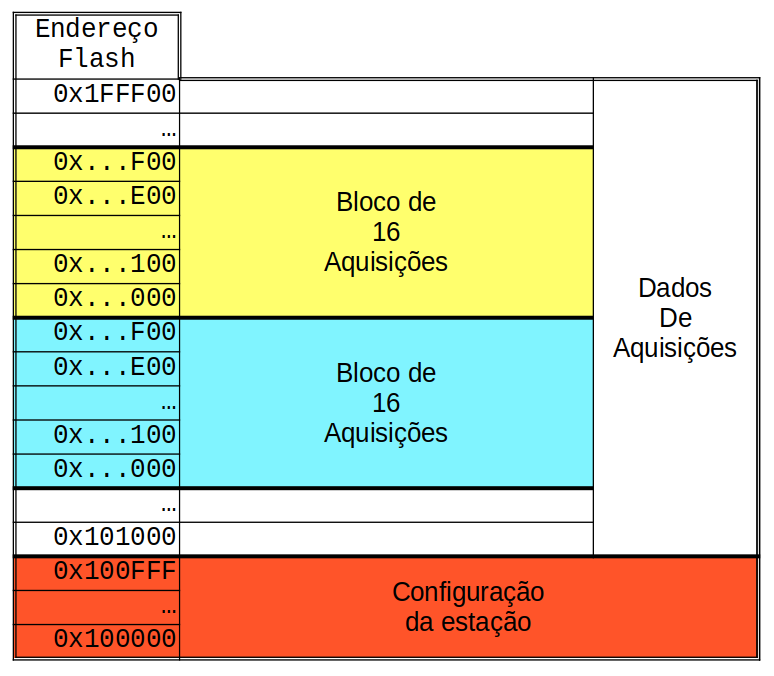 Endereço
Flash
0x1FFF00
…
0x...F00
0x...E00
…
0x...100
0x...000
Bloco de
16
Aquisições
0x...F00
0x...E00
…
0x...100
0x...000
Bloco de
16
Aquisições
…
0x101000
Dados
De
Aquisições
0x100FFF
…
0x100000
Configuração
da estação